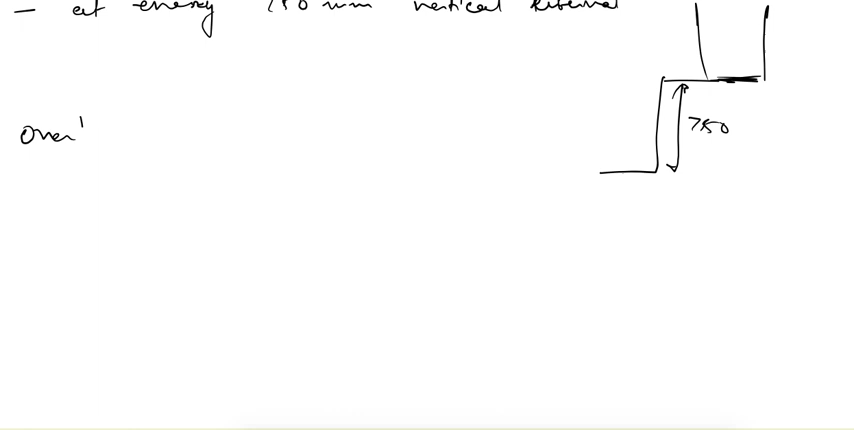 — at energy 750 mm vertical
750
Over'